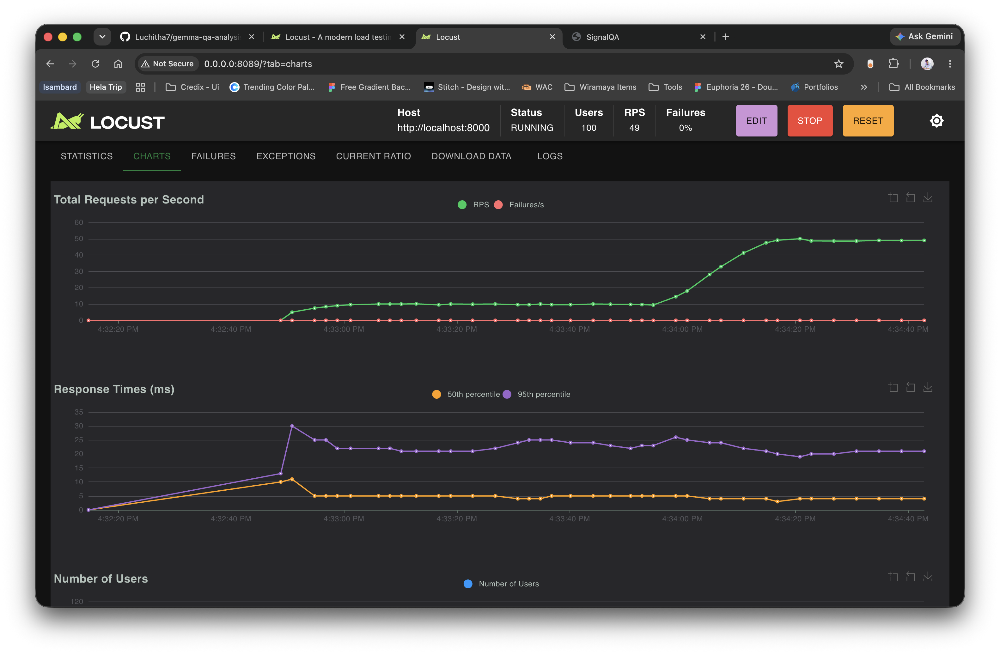 Luchitha7/gemma-qa-analysi
Locust - A modern load testin
Locust
SignalQA
Ask Gemini
Not Secure
0.0.0.0:8089/?tab=charts
Isambard
Hela Trip
Credix - Ui
Trending Color Pal...
Free Gradient Bac...
Stitch - Design wit...
WAC
Wiramaya Items
Tools
Euphoria 26 - Dou...
Portfolios
All Bookmarks
LOCUST
Host
http://localhost:8000
Status
RUNNING
Users
100
RPS
49
Failures
0%
EDIT
STOP
RESET
STATISTICS
CHARTS
FAILURES
EXCEPTIONS
CURRENT RATIO
DOWNLOAD DATA
LOGS
Total Requests per Second
RPS
Failures/s
60
50
40
30
20
10
0
4:32:20 PM
4:32:40 PM
4:33:00 PM
4:33:20 PM
4:33:40 PM
4:34:00 PM
4:34:20 PM
4:34:40 PM
Response Times (ms)
50th percentile
95th percentile
35
30
25
20
15
10
5
0
4:32:20 PM
4:32:40 PM
4:33:00 PM
4:33:20 PM
4:33:40 PM
4:34:00 PM
4:34:20 PM
4:34:40 PM
Number of Users
Number of Users
120